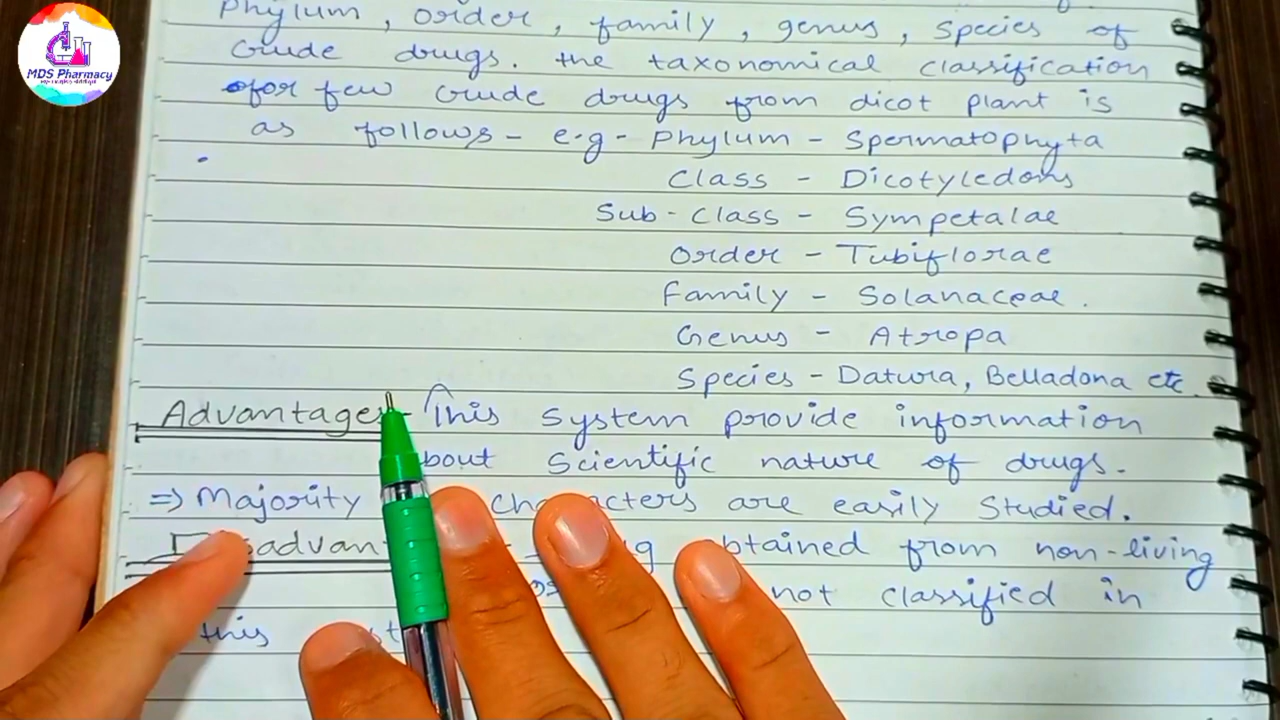 MDS Pharmacy
Phylum, order, family, genus, species of
crude drugs. the taxonomical classification
for few crude drugs from dicot plant is
as follows - e.g - Phylum - Spermatophyta
Class - Dicotyledons
Sub-Class - Sympetalae
Order - Tubiflorae
Family - Solanaceae.
Genus - Atropa
Species - Datura, Belladona etc.
Advantages - This system provide information
bout scientific nature of drugs.
⇒ Majority characters are easily studied.
obtained from non-living
not classified in
this